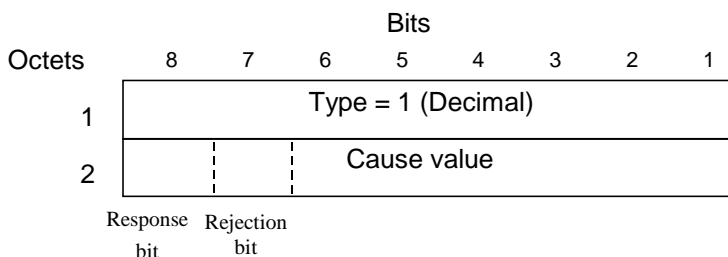 Bits
Octets 8 7 6 5 4 3 2 1
1 Type = 1 (Decimal)
2 Cause value
Response Rejection
bit bit